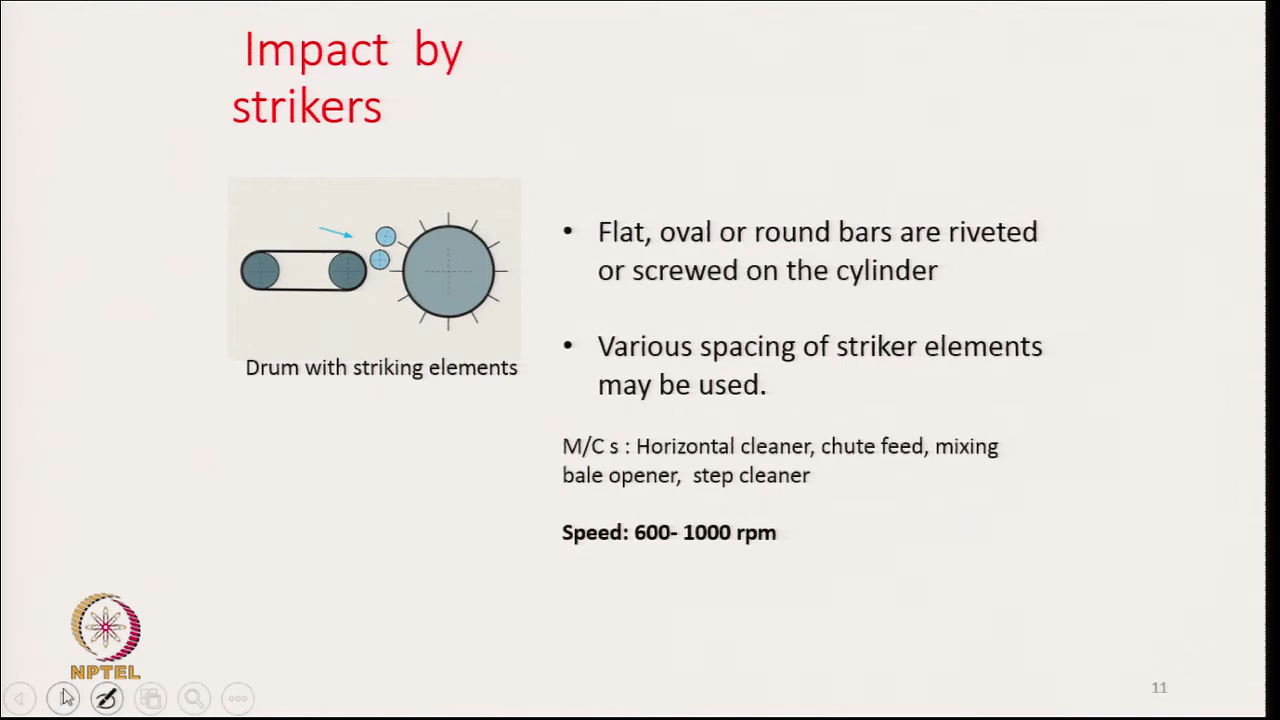 Impact by
strikers
Drum with striking elements
• Flat, oval or round bars are riveted
or screwed on the cylinder
• Various spacing of striker elements
may be used.
M/C s : Horizontal cleaner, chute feed, mixing
bale opener, step cleaner
Speed: 600- 1000 rpm
NPTEL
11